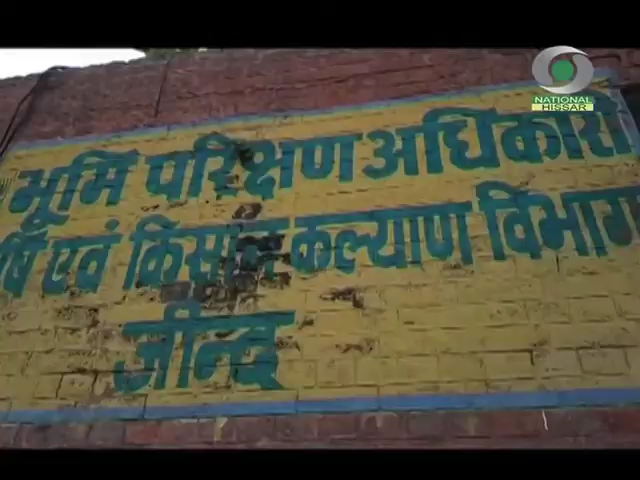 NATIONAL
HISSAR
भूमि परिक्षण अधिकारी
षि एवं किसान कल्याण विभाग
जीन्द